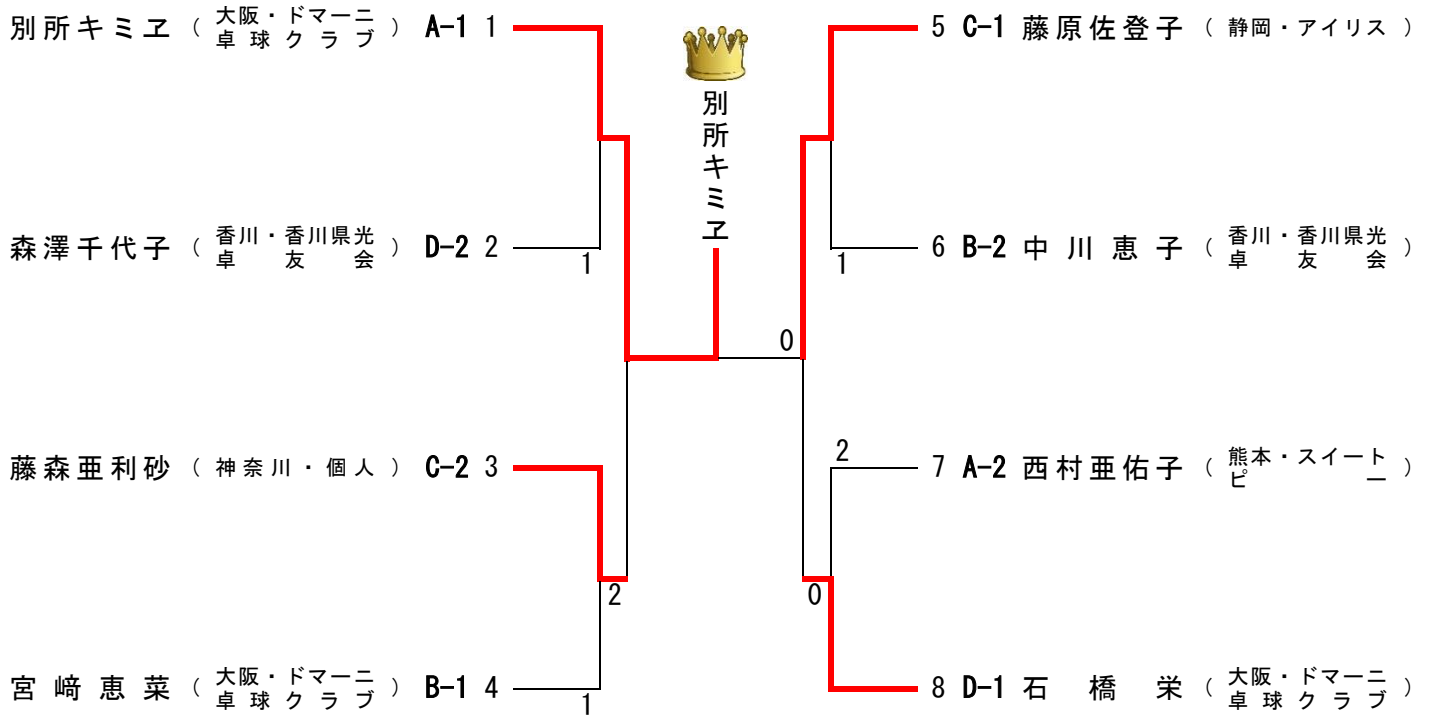 別所キミヱ（大阪・ドマーニ卓球クラブ）A-1 1
森澤千代子（香川・香川県光卓友会）D-2 2
1
藤森亜利砂（神奈川・個人）C-2 3
2
宮﨑恵菜（大阪・ドマーニ卓球クラブ）B-1 4
1
別所キミヱ
0
5 C-1 藤原佐登子（静岡・アイリス）
6 B-2 中川恵子（香川・香川県光卓友会）
1
2
7 A-2 西村亜佑子（熊本・スイートピー）
0
8 D-1 石橋栄（大阪・ドマーニ卓球クラブ）